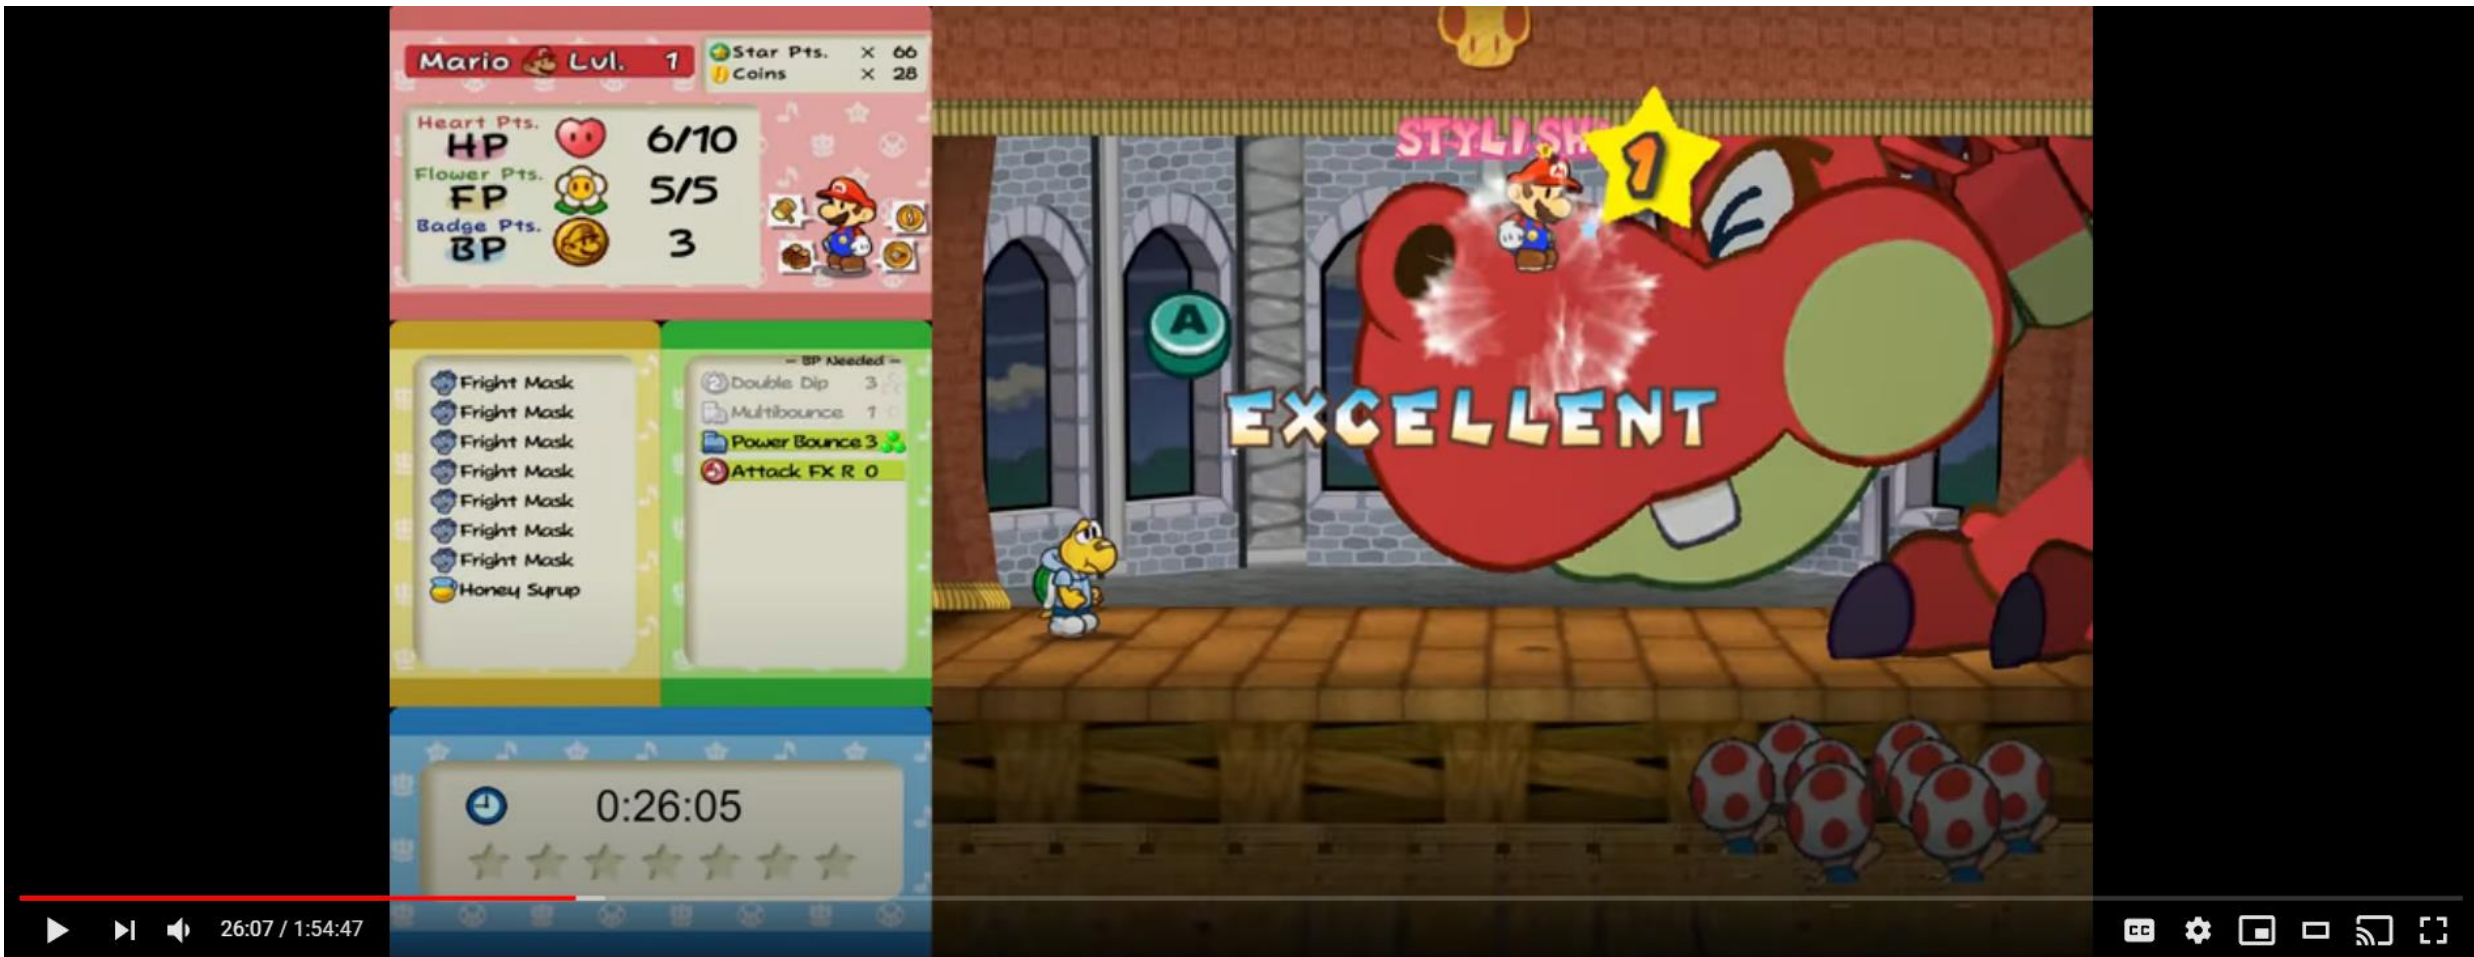 Mario Lvl. 1
Star Pts. × 66
Coins × 28
Heart Pts.
HP 6/10
Flower Pts.
FP 5/5
Badge Pts.
BP 3
Fright Mask
Fright Mask
Fright Mask
Fright Mask
Fright Mask
Fright Mask
Fright Mask
Honey Syrup
- BP Needed -
Double Dip 3
Multibounce 1
Power Bounce 3
Attack FX R 0
0:26:05
STYLISH
1
A
EXCELLENT
26:07 / 1:54:47
CC